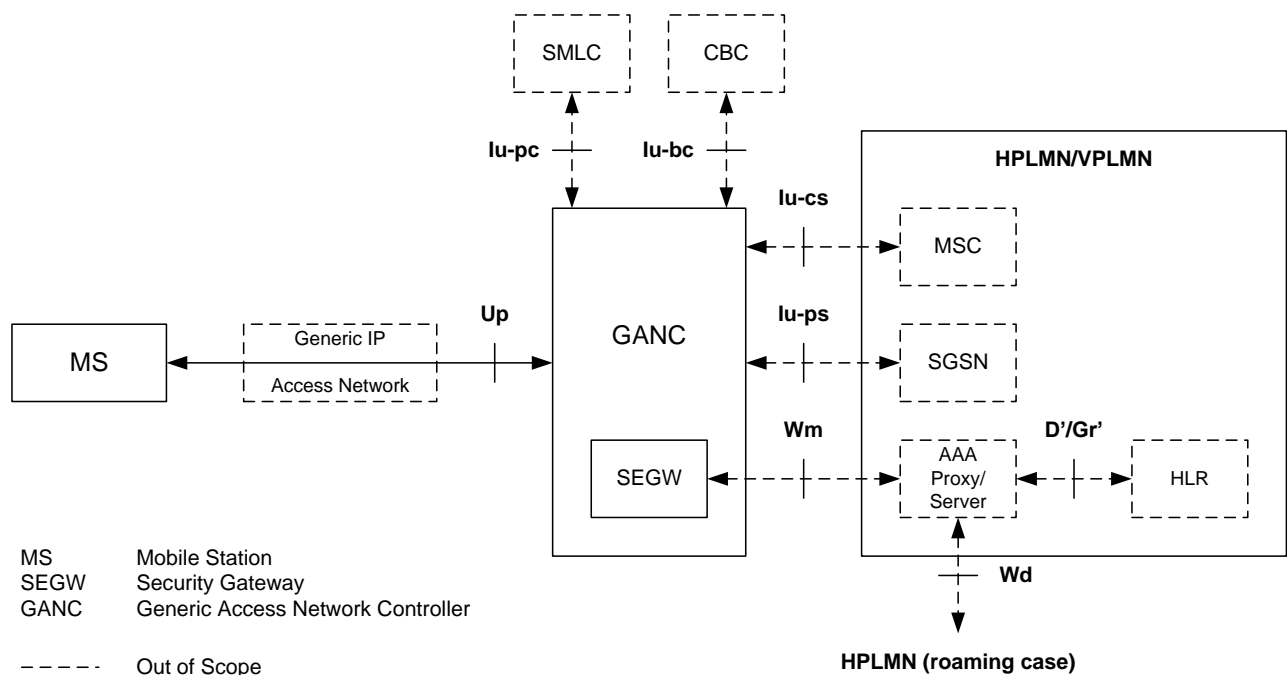 SMLC
CBC
Iu-pc
Iu-bc
HPLMN/VPLMN
Iu-cs
MSC
Up
Iu-ps
Generic IP
Access Network
MS
GANC
SGSN
Wm
D’/Gr’
SEGW
AAA
Proxy/
Server
HLR
MS Mobile Station
SEGW Security Gateway
GANC Generic Access Network Controller
Wd
Out of Scope
HPLMN (roaming case)